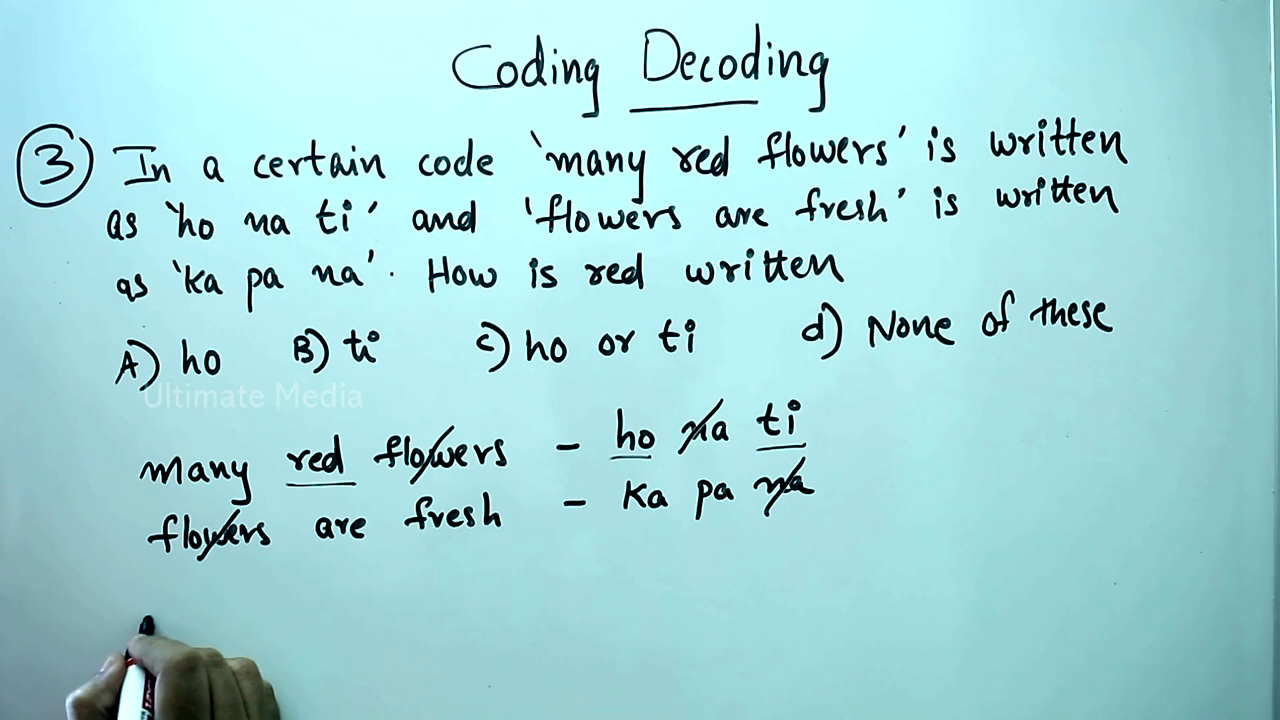 Coding Decoding
3 In a certain code 'many red flowers' is written
as 'ho na ti' and 'flowers are fresh' is written
as 'ka pa na'. How is red written
A) ho B) ti C) ho or ti d) None of these
Ultimate Media
many red flowers - ho na ti
flowers are fresh - ka pa na